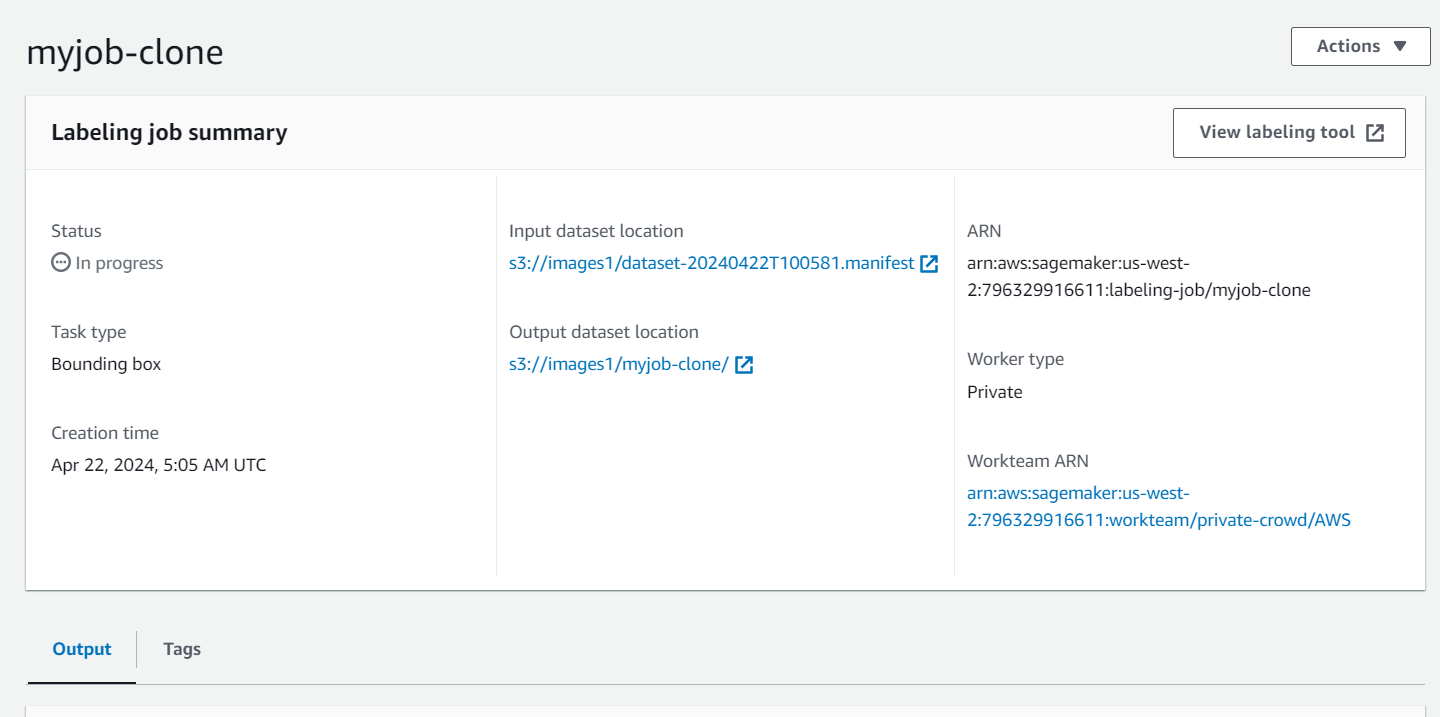 myjob-clone
Actions
Labeling job summary
View labeling tool
Status
In progress
Task type
Bounding box
Creation time
Apr 22, 2024, 5:05 AM UTC
Input dataset location
s3://images1/dataset-20240422T100581.manifest
Output dataset location
s3://images1/myjob-clone/
ARN
arn:aws:sagemaker:us-west-
2:796329916611:labeling-job/myjob-clone
Worker type
Private
Workteam ARN
arn:aws:sagemaker:us-west-
2:796329916611:workteam/private-crowd/AWS
Output
Tags